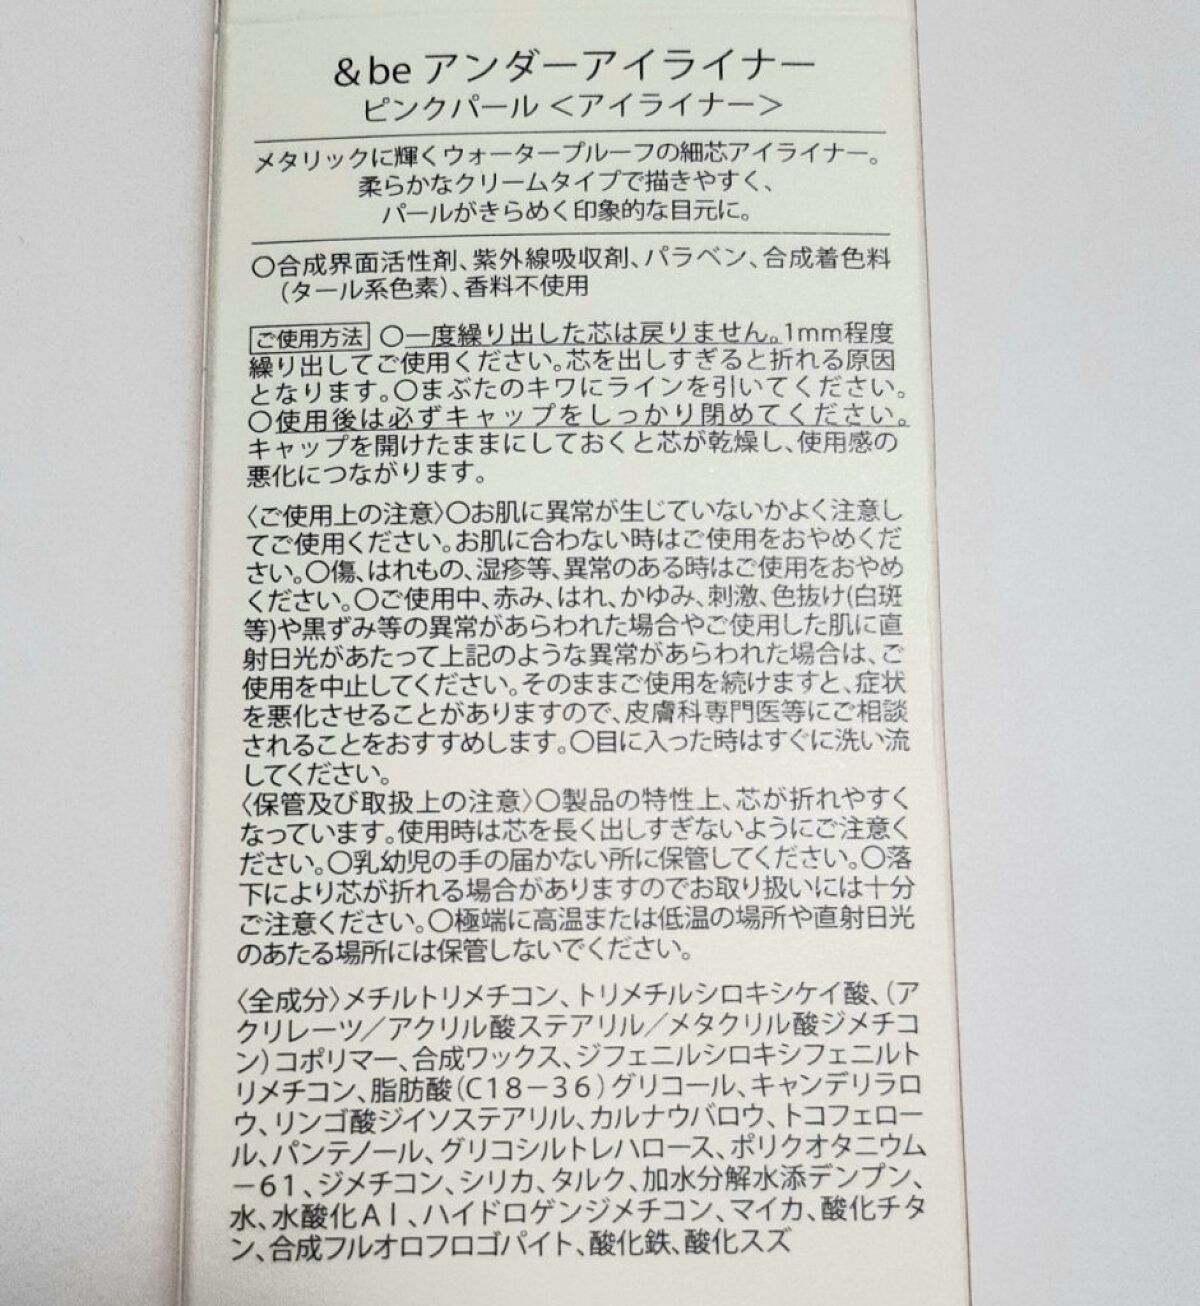 &be アンダーアイライナー
ピンクパール＜アイライナー＞
メタリックに輝くウォータープルーフの細芯アイライナー。
柔らかなクリームタイプで描きやすく、
パールがきらめく印象的な目元に。
○合成界面活性剤、紫外線吸収剤、パラベン、合成着色料
(タール系色素)、香料不使用
ご使用方法 ○一度繰り出した芯は戻りません。1mm程度
繰り出してご使用ください。芯を出しすぎると折れる原因
となります。○まぶたのキワにラインを引いてください。
○使用後は必ずキャップをしっかり閉めてください。
キャップを開けたままにしておくと芯が乾燥し、使用感の
悪化につながります。
〈ご使用上の注意〉○お肌に異常が生じていないかよく注意し
てご使用ください。お肌に合わない時はご使用をおやめくだ
さい。○傷、はれもの、湿疹等、異常のある時はご使用をおやめ
ください。○ご使用中、赤み、はれ、かゆみ、刺激、色抜け(白斑
等)や黒ずみ等の異常があらわれた場合やご使用した肌に直
射日光があたって上記のような異常があらわれた場合は、ご
使用を中止してください。そのままご使用を続けますと、症状
を悪化させることがありますので、皮膚科専門医等にご相談
されることをおすすめします。○目に入った時はすぐに洗い流
してください。
〈保管及び取扱上の注意〉○製品の特性上、芯が折れやすく
なっています。使用時は芯を長く出しすぎないようにご注意く
ださい。○乳幼児の手の届かない所に保管してください。○落
下により芯が折れる場合がありますのでお取り扱いには十分
ご注意ください。○極端に高温または低温の場所や直射日光
のあたる場所には保管しないでください。
〈全成分〉メチルトリメチコン、トリメチルシロキシケイ酸、(ア
クリレーツ／アクリル酸ステアリル／メタクリル酸ジメチコ
ン)コポリマー、合成ワックス、ジフェニルシロキシフェニルト
リメチコン、脂肪酸(C18－36)グリコール、キャンデリラロ
ウ、リンゴ酸ジイソステアリル、カルナウバロウ、トコフェロー
ル、パンテノール、グリコシルトレハロース、ポリクオタニウム
－61、ジメチコン、シリカ、タルク、加水分解水添デンプン、
水、水酸化Al、ハイドロゲンジメチコン、マイカ、酸化チタ
ン、合成フルオロフロゴパイト、酸化鉄、酸化スズ